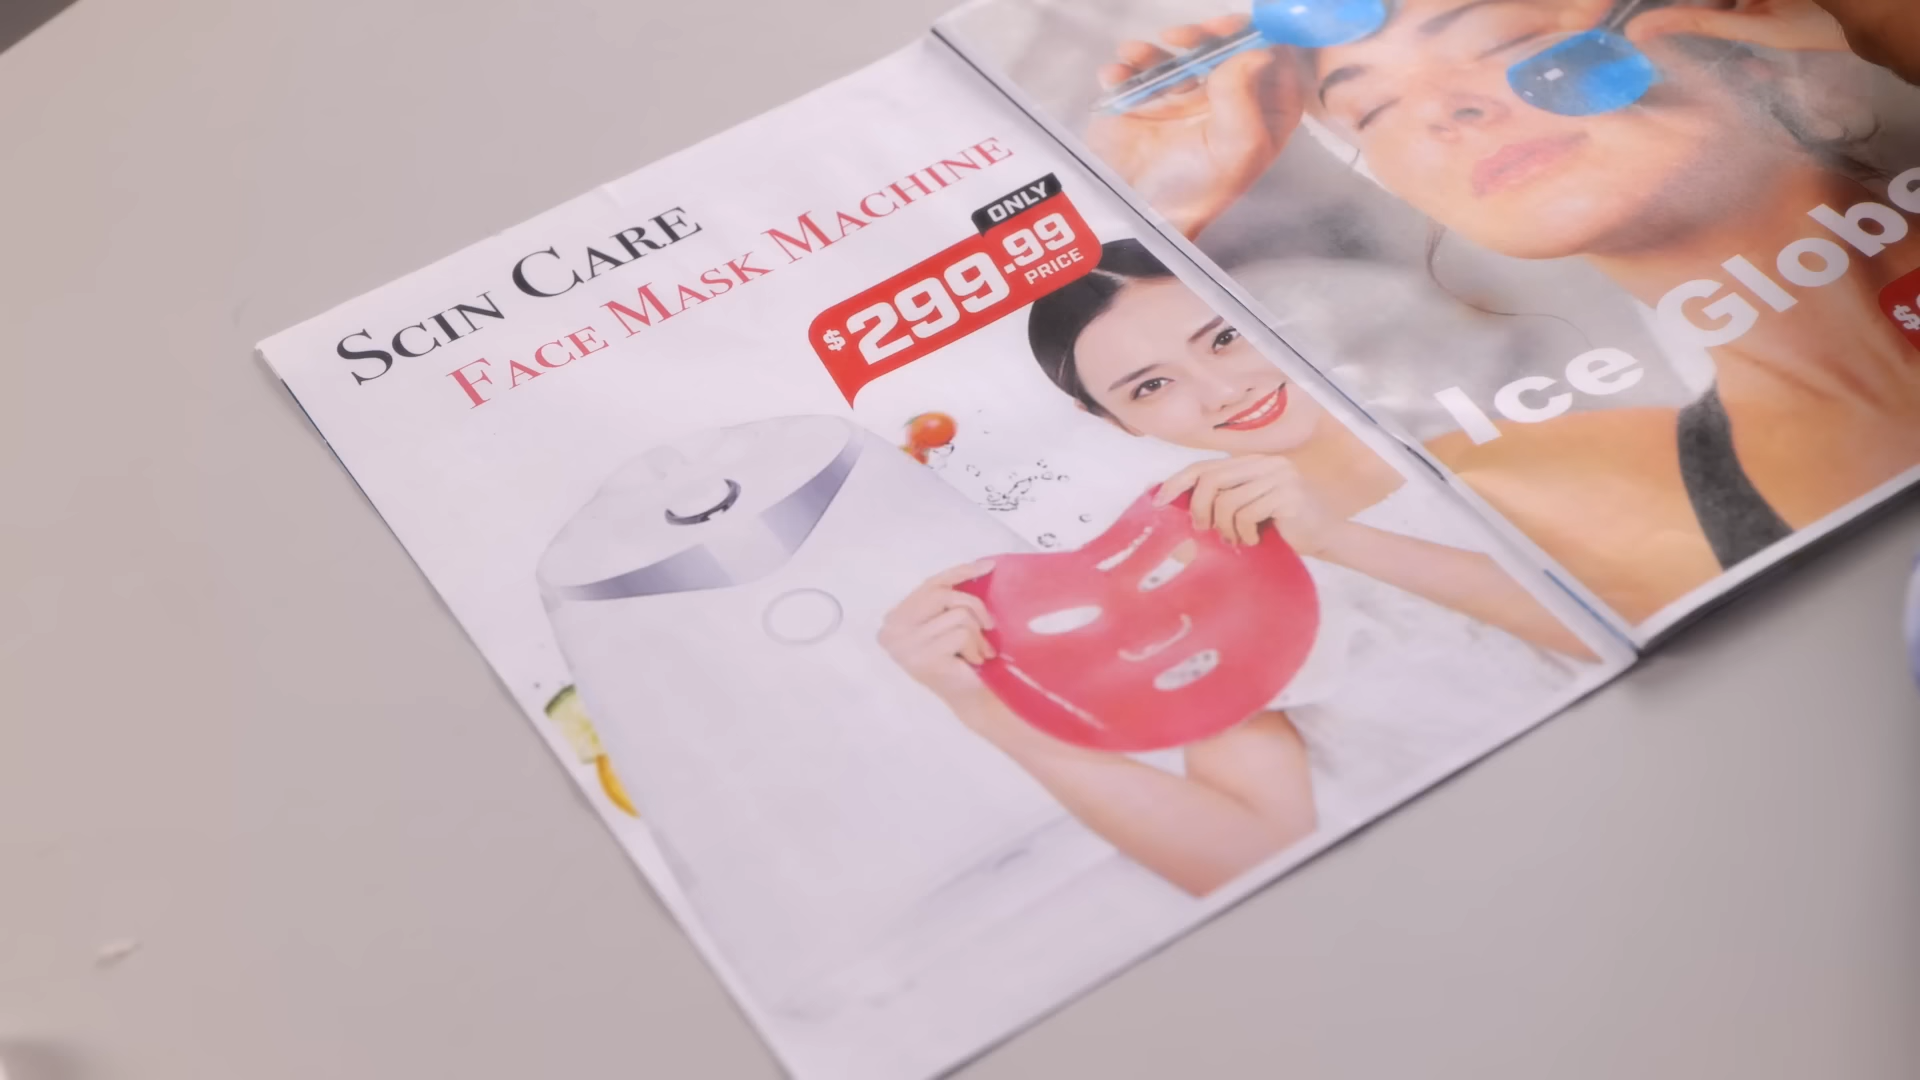 SCIN CARE
FACE MASK MACHINE
ONLY
$299.99
PRICE
Ice Globe
$